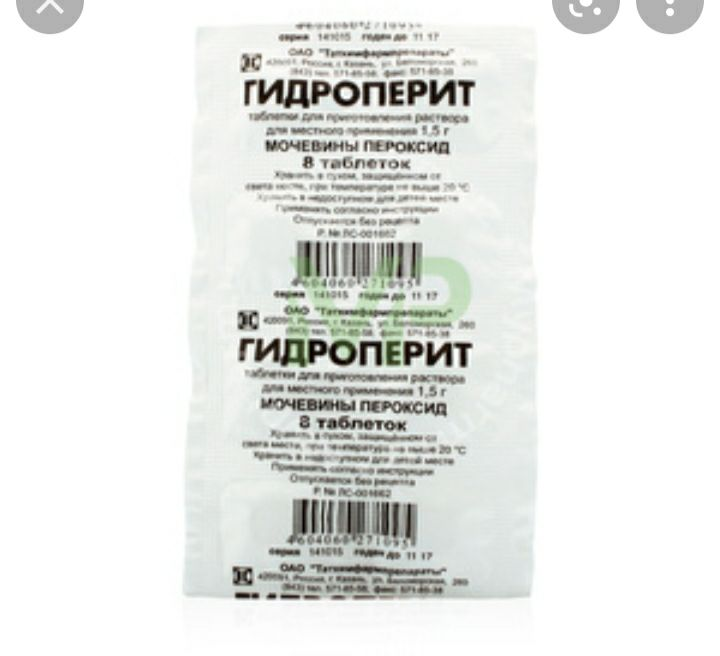 4604060271095
серия 141015 годен до 11 17
ОАО "Татхимфармпрепараты"
420091, Россия, г. Казань, ул. Беломорская, 260
(843) тел. 571-85-58, факс: 571-85-38
ГИДРОПЕРИТ
таблетки для приготовления раствора
для местного применения 1,5 г
МОЧЕВИНЫ ПЕРОКСИД
8 таблеток
Хранить в сухом, защищённом от
света месте, при температуре не выше 20 °С
Хранить в недоступном для детей месте
Применять согласно инструкции
Отпускается без рецепта
Р. № ЛС-001662
4604060271095
серия 141015 годен до 11 17
ОАО "Татхимфармпрепараты"
420091, Россия, г. Казань, ул. Беломорская, 260
(843) тел. 571-85-58, факс: 571-85-38
ГИДРОПЕРИТ
таблетки для приготовления раствора
для местного применения 1,5 г
МОЧЕВИНЫ ПЕРОКСИД
8 таблеток
Хранить в сухом, защищённом от
света месте, при температуре не выше 20 °С
Хранить в недоступном для детей месте
Применять согласно инструкции
Отпускается без рецепта
Р. № ЛС-001662
4604060271095
серия 141015 годен до 11 17
ОАО "Татхимфармпрепараты"
420091, Россия, г. Казань, ул. Беломорская, 260
(843) тел. 571-85-58, факс: 571-85-38